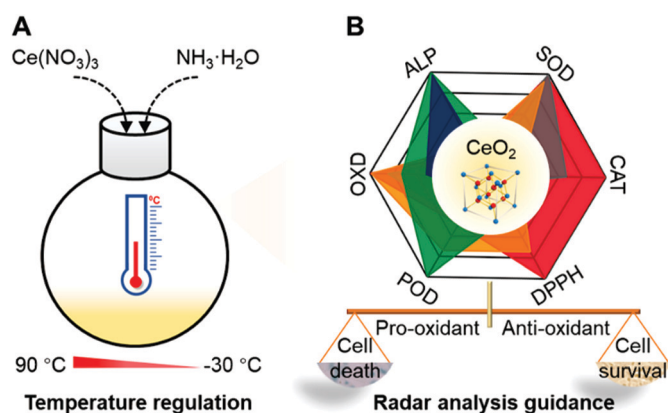 A
Ce(NO₃)₃
NH₃·H₂O
⁰C
90 °C
-30 °C
Temperature regulation
B
ALP
SOD
OXD
CAT
POD
DPPH
CeO₂
Pro-oxidant
Anti-oxidant
Cell
death
Cell
survival
Radar analysis guidance